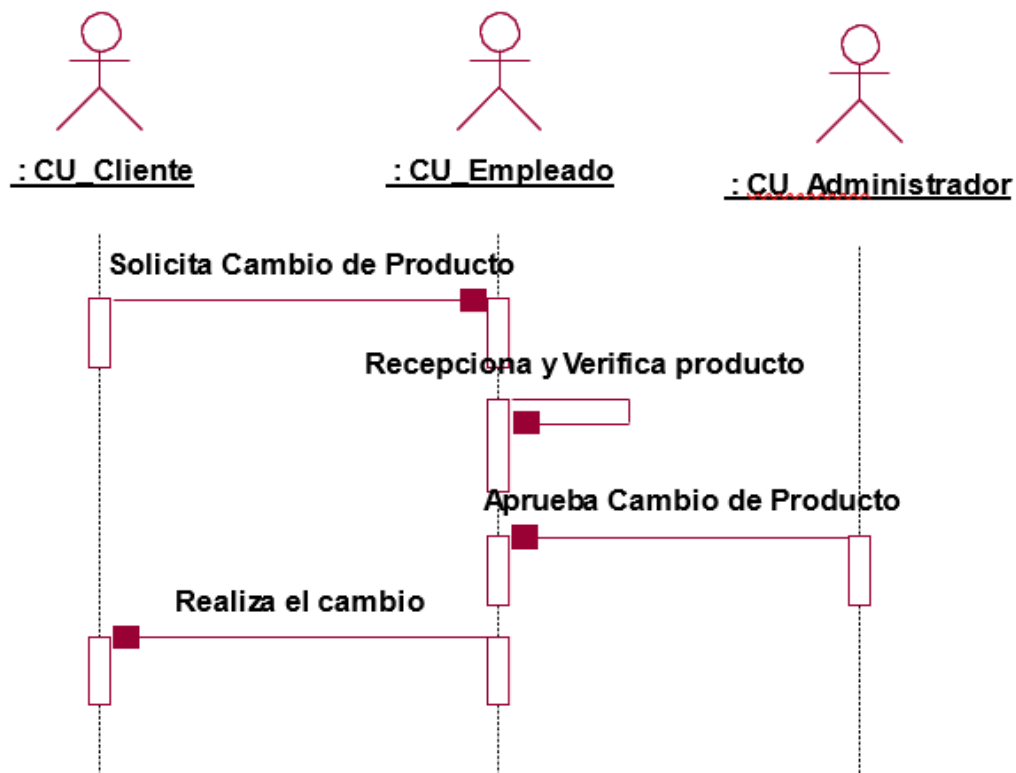 : CU_Cliente
: CU_Empleado
: CU_Administrador
Solicita Cambio de Producto
Recepciona y Verifica producto
Aprueba Cambio de Producto
Realiza el cambio